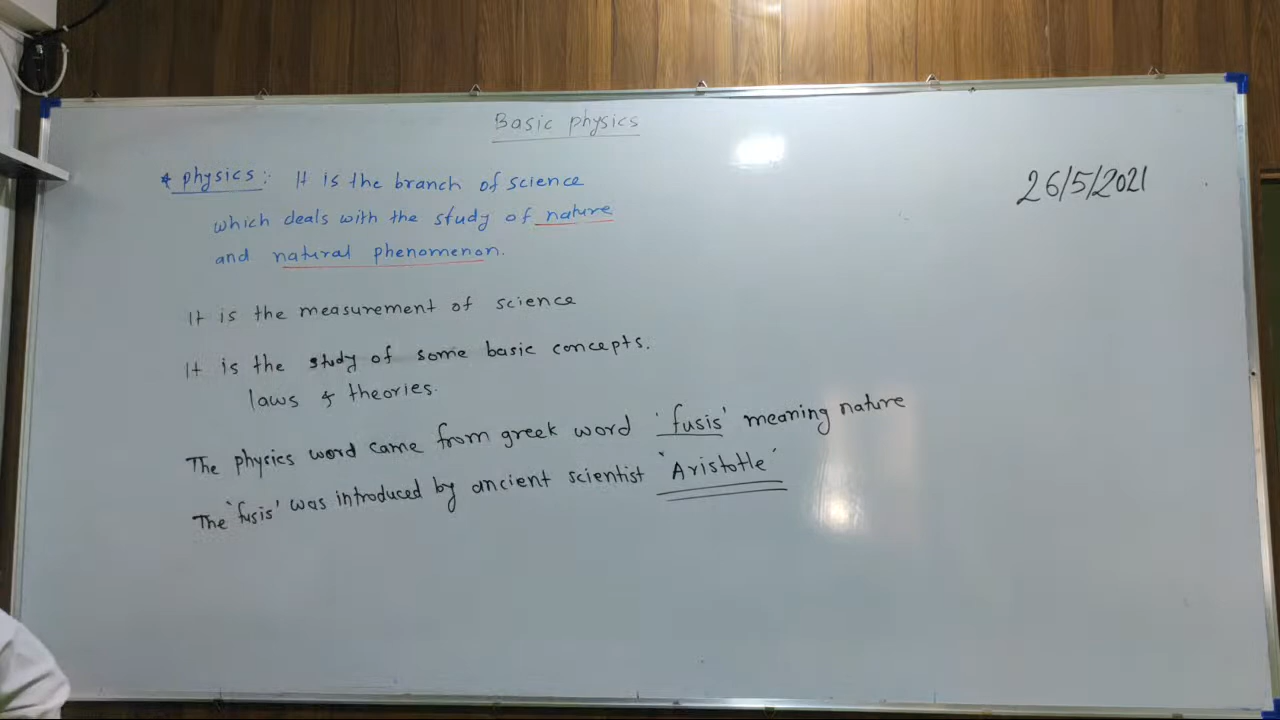 Basic physics
* physics:- It is the branch of science
26/5/2021
which deals with the study of nature
and natural phenomenon.
It is the measurement of science
It is the study of some basic concepts.
laws & theories.
The physics word came from greek word 'fusis' meaning nature
The 'fusis' was introduced by ancient scientist 'Aristotle'